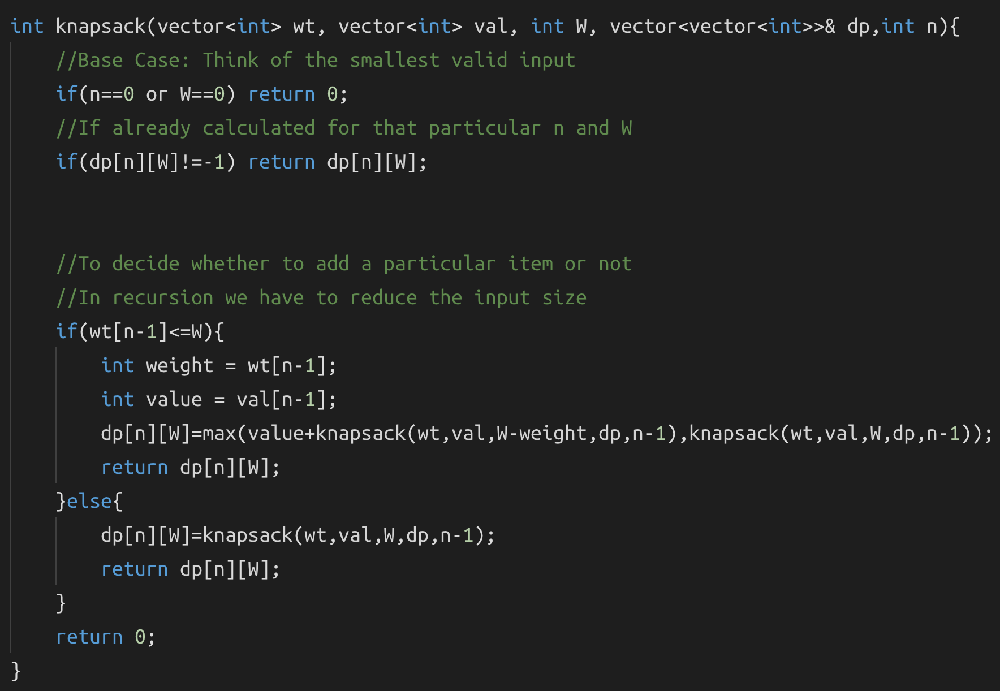 int knapsack(vector<int> wt, vector<int> val, int W, vector<vector<int>>& dp,int n){
    //Base Case: Think of the smallest valid input
    if(n==0 or W==0) return 0;
    //If already calculated for that particular n and W
    if(dp[n][W]!=-1) return dp[n][W];
    //To decide whether to add a particular item or not
    //In recursion we have to reduce the input size
    if(wt[n-1]<=W){
        int weight = wt[n-1];
        int value = val[n-1];
        dp[n][W]=max(value+knapsack(wt,val,W-weight,dp,n-1),knapsack(wt,val,W,dp,n-1));
        return dp[n][W];
    }else{
        dp[n][W]=knapsack(wt,val,W,dp,n-1);
        return dp[n][W];
    }
    return 0;
}